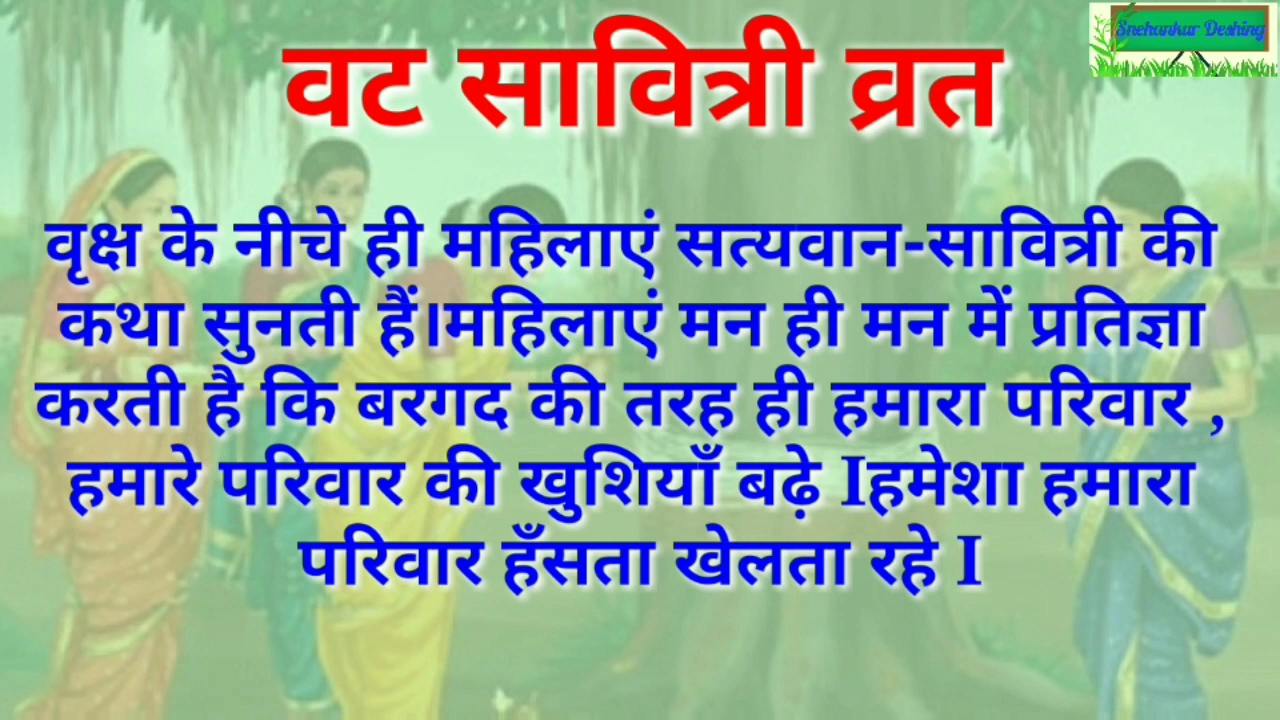 Snehankur Deshing
वट सावित्री व्रत
वृक्ष के नीचे ही महिलाएं सत्यवान-सावित्री की
कथा सुनती हैं।महिलाएं मन ही मन में प्रतिज्ञा
करती है कि बरगद की तरह ही हमारा परिवार ,
हमारे परिवार की खुशियाँ बढ़े Iहमेशा हमारा
परिवार हँसता खेलता रहे I